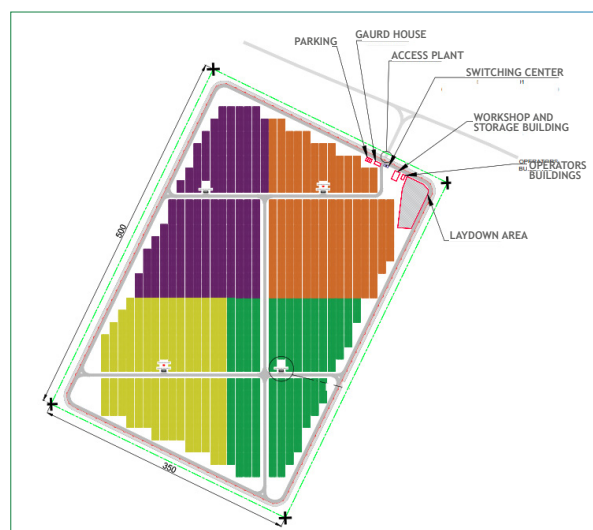 GAURD HOUSE
PARKING
ACCESS PLANT
SWITCHING CENTER
WORKSHOP AND
STORAGE BUILDING
OPERATORS
BUILDINGS
LAYDOWN AREA
500
350